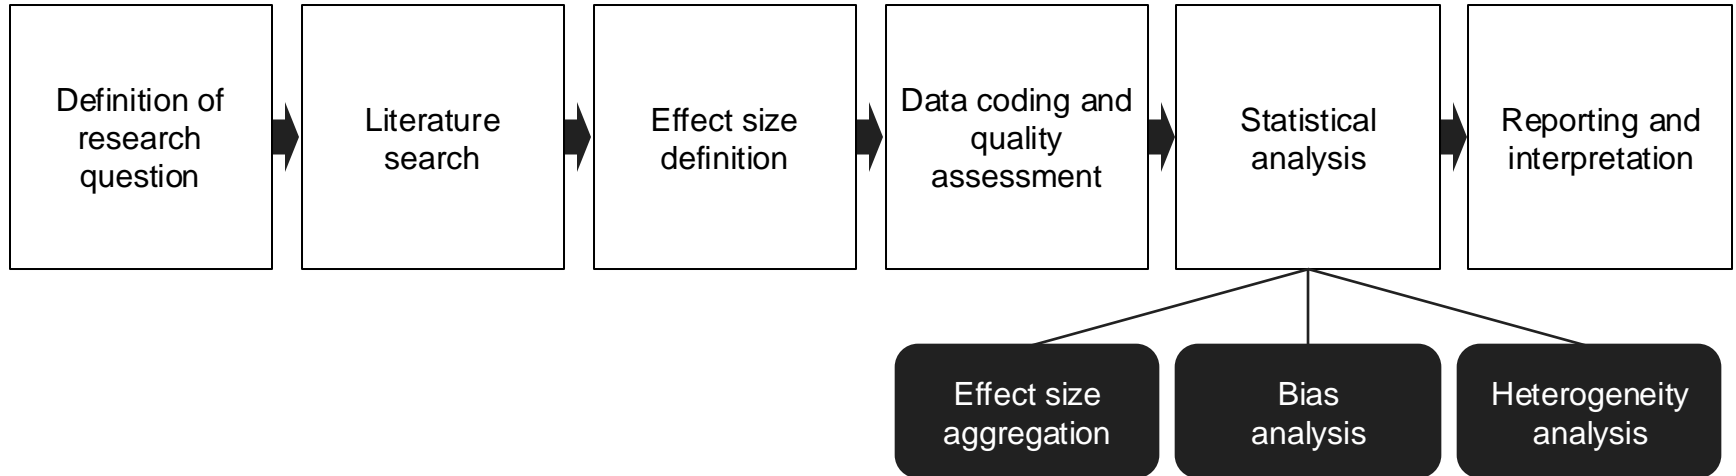 Definition of
research
question
Literature
search
Effect size
definition
Data coding and
quality
assessment
Statistical
analysis
Reporting and
interpretation
Effect size
aggregation
Bias
analysis
Heterogeneity
analysis